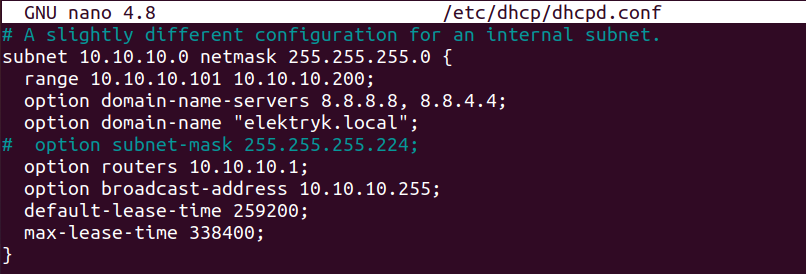 GNU nano 4.8 /etc/dhcp/dhcpd.conf
# A slightly different configuration for an internal subnet.
subnet 10.10.10.0 netmask 255.255.255.0 {
  range 10.10.10.101 10.10.10.200;
  option domain-name-servers 8.8.8.8, 8.8.4.4;
  option domain-name "elektryk.local";
#  option subnet-mask 255.255.255.224;
  option routers 10.10.10.1;
  option broadcast-address 10.10.10.255;
  default-lease-time 259200;
  max-lease-time 338400;
}